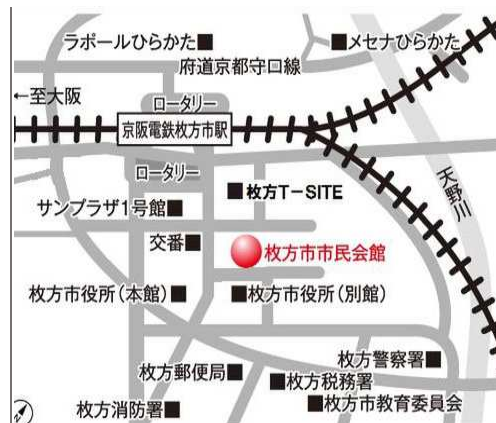 ラポールひらかた■
■メセナひらかた
府道京都守口線
←至大阪
ロータリー
京阪電鉄枚方市駅
ロータリー
天野川
■枚方T-SITE
サンプラザ1号館■
交番■
枚方市市民会館
枚方市役所(本館)■
■枚方市役所(別館)
枚方警察署■
枚方郵便局■
■枚方税務署
枚方消防署■
■枚方市教育委員会